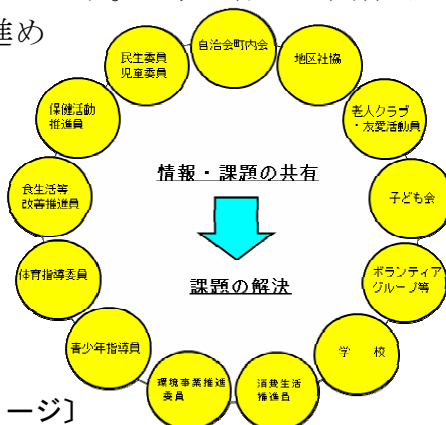 進め
自治会町内会
民生委員
児童委員
地区社協
保健活動
推進員
老人クラブ
・友愛活動員
情報・課題の共有
食生活等
改善推進員
子ども会
課題の解決
体育指導委員
ボランティア
グループ等
青少年指導員
学 校
環境事業推進
委員
消費生活
推進員
ージ〕